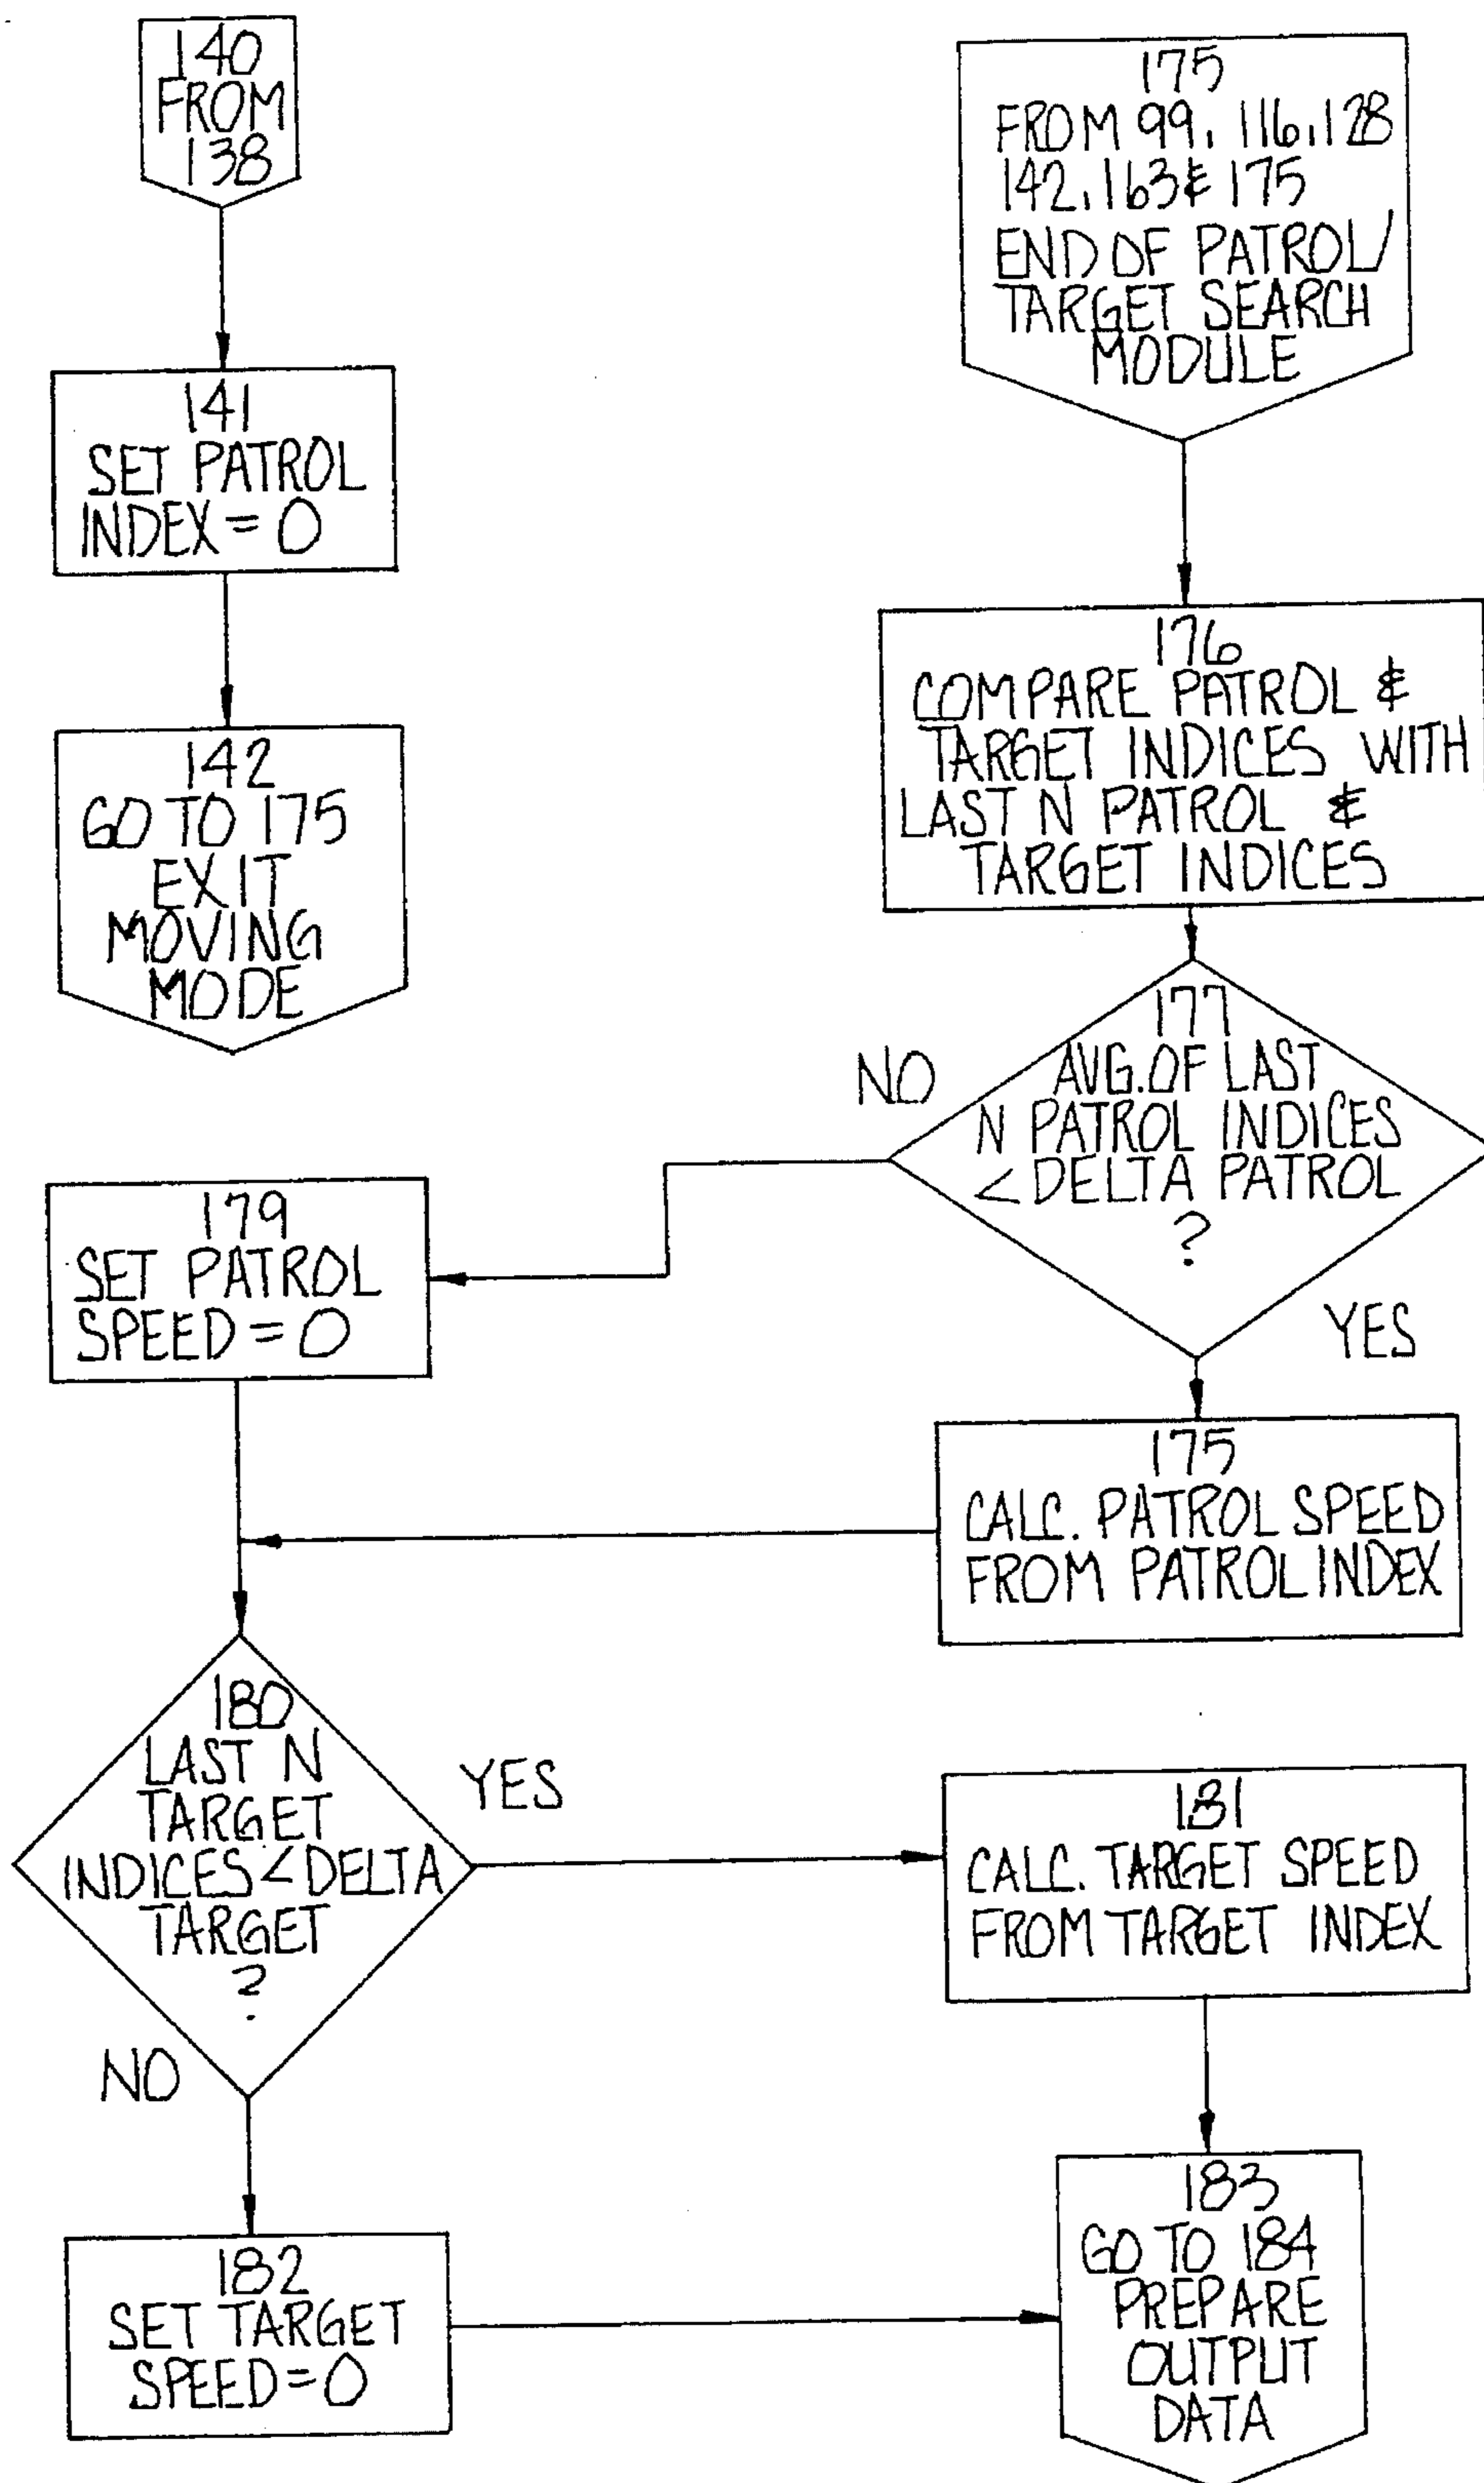 140
FROM
138
141
SET PATROL
INDEX = 0
142
GO TO 175
EXIT
MOVING
MODE
175
FROM 99, 116, 128
142, 163 & 175
END OF PATROL/
TARGET SEARCH
MODULE
176
COMPARE PATROL &
TARGET INDICES WITH
LAST N PATROL &
TARGET INDICES
177
AVG. OF LAST
N PATROL INDICES
< DELTA PATROL
?
NO
YES
179
SET PATROL
SPEED = 0
175
CALC. PATROL SPEED
FROM PATROL INDEX
180
LAST N
TARGET
INDICES < DELTA
TARGET
?
YES
NO
181
CALC. TARGET SPEED
FROM TARGET INDEX
182
SET TARGET
SPEED = 0
183
GO TO 184
PREPARE
OUTPUT
DATA